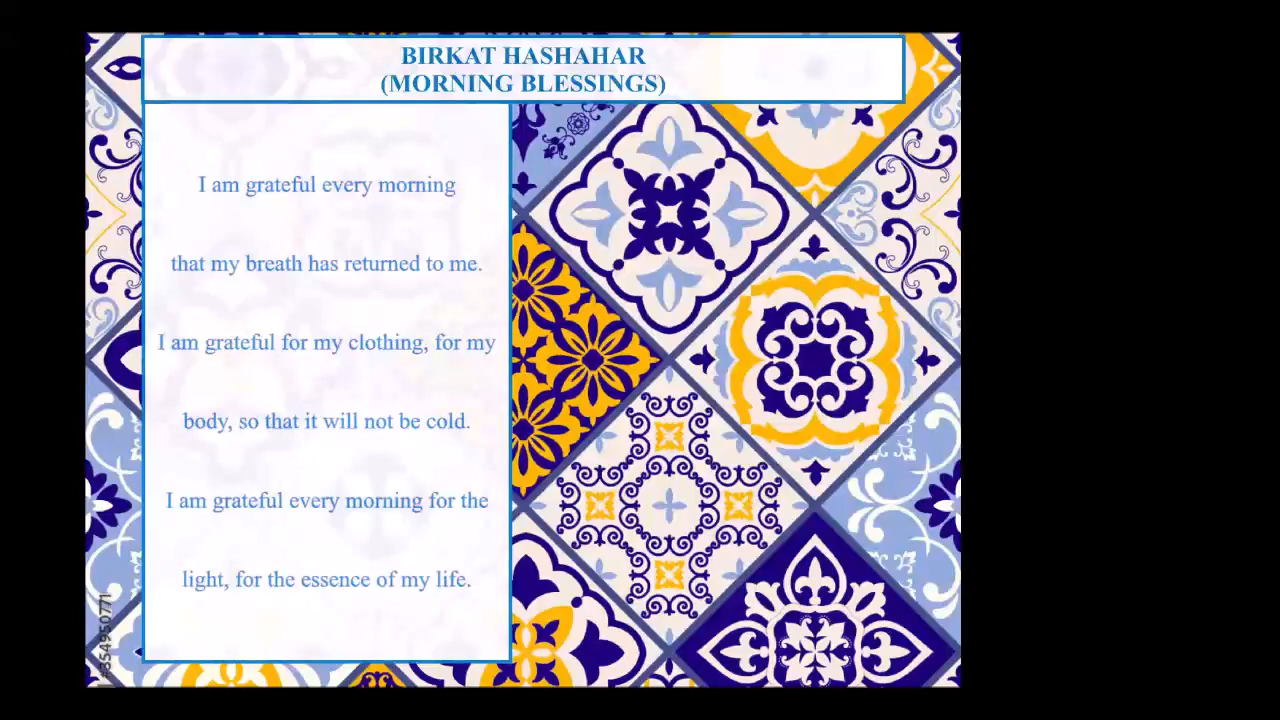 BIRKAT HASHAHAR
(MORNING BLESSINGS)
I am grateful every morning
that my breath has returned to me.
I am grateful for my clothing, for my
body, so that it will not be cold.
I am grateful every morning for the
light, for the essence of my life.
#354950771